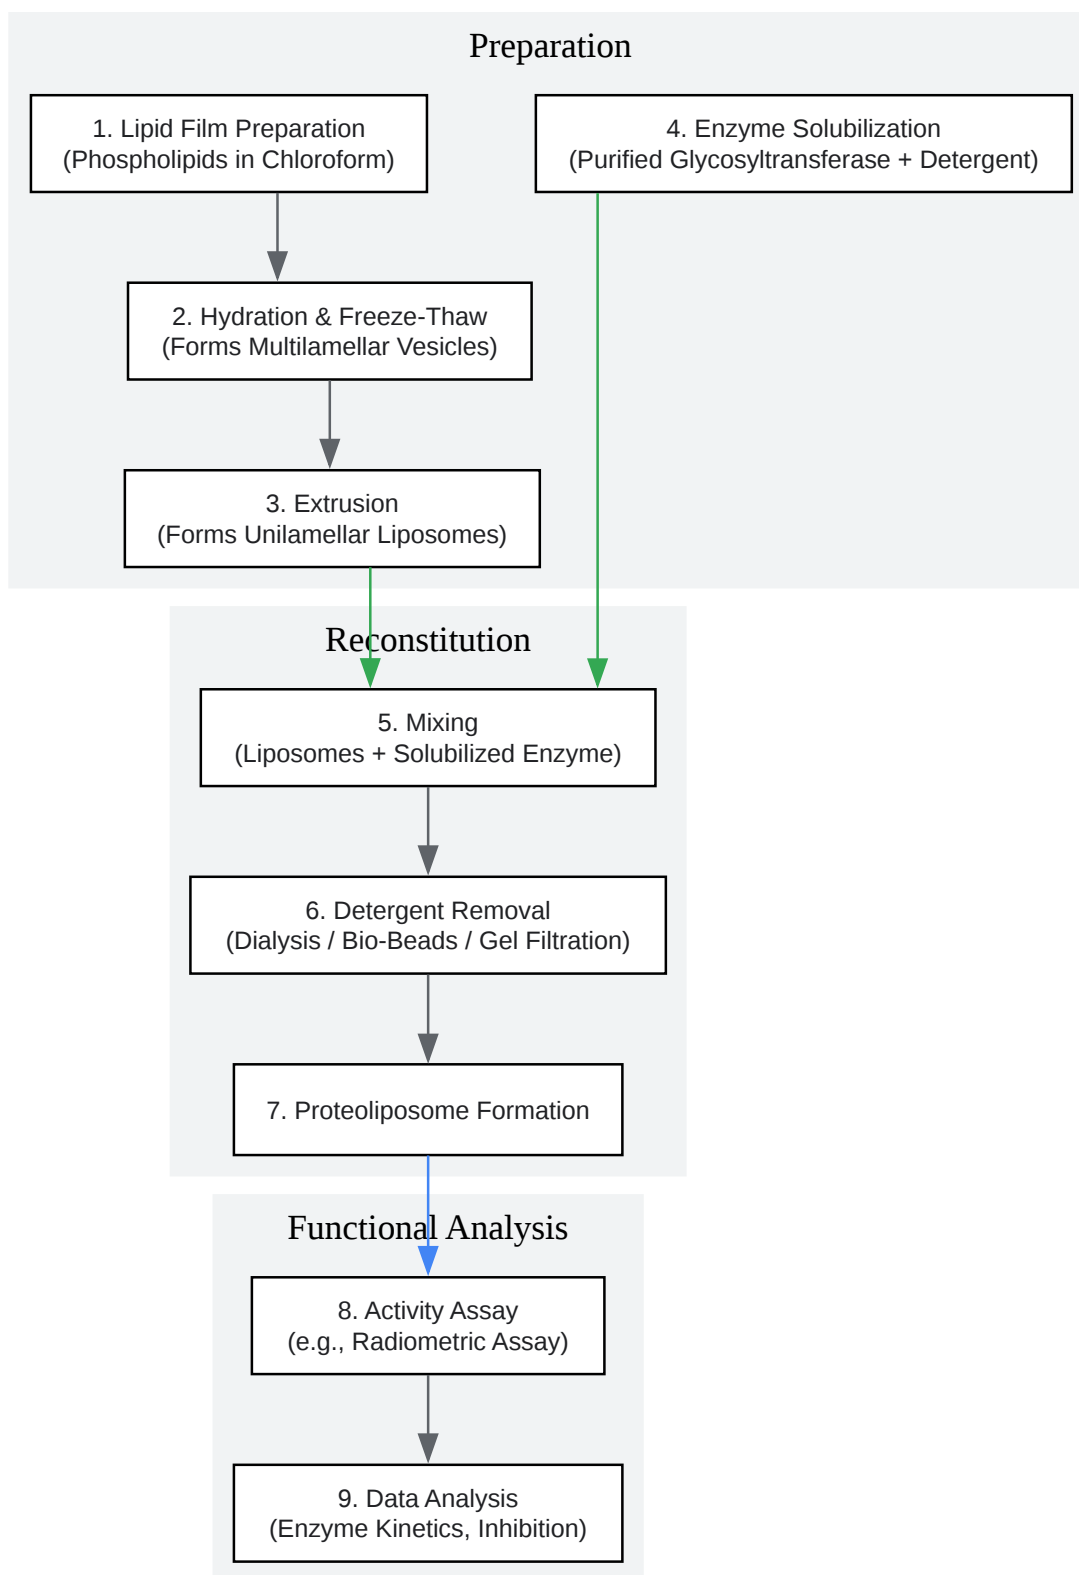 Preparation
1. Lipid Film Preparation
(Phospholipids in Chloroform)
4. Enzyme Solubilization
(Purified Glycosyltransferase + Detergent)
2. Hydration & Freeze-Thaw
(Forms Multilamellar Vesicles)
3. Extrusion
(Forms Unilamellar Liposomes)
Reconstitution
5. Mixing
(Liposomes + Solubilized Enzyme)
6. Detergent Removal
(Dialysis / Bio-Beads / Gel Filtration)
7. Proteoliposome Formation
Functional Analysis
8. Activity Assay
(e.g., Radiometric Assay)
9. Data Analysis
(Enzyme Kinetics, Inhibition)